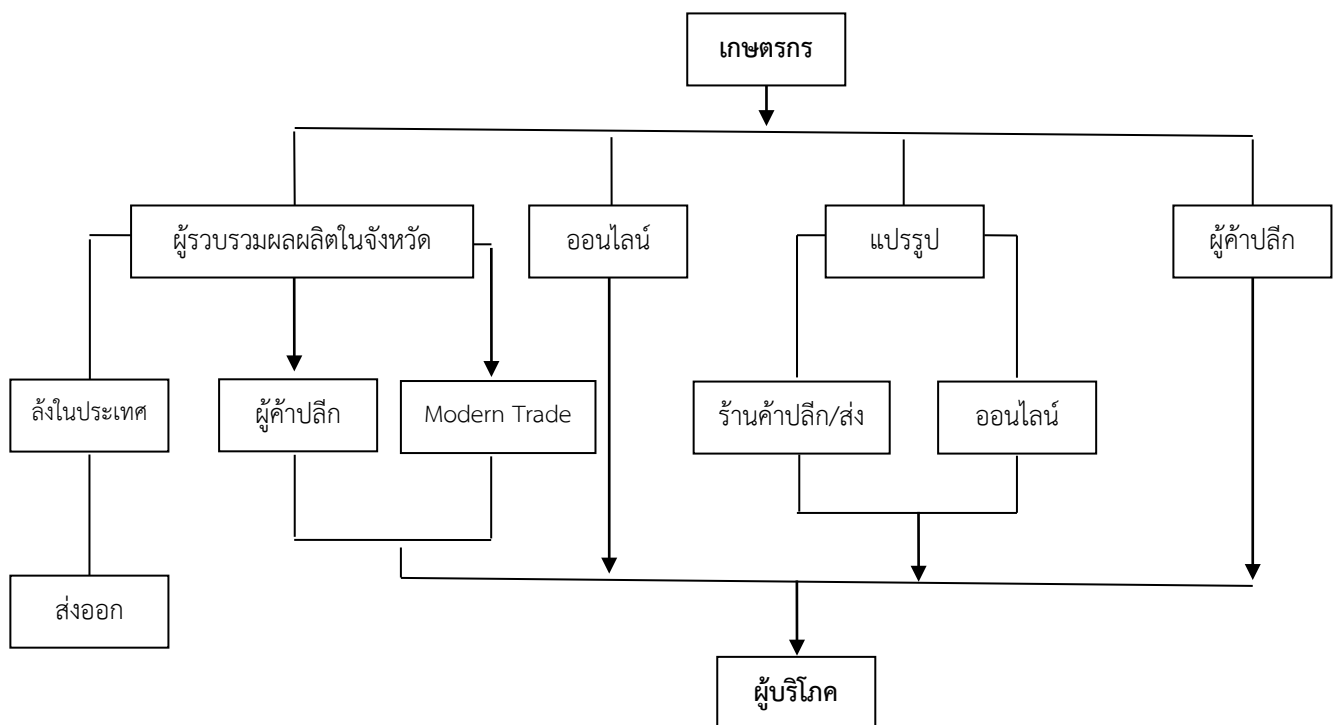 เกษตรกร
ผู้รวบรวมผลผลิตในจังหวัด
ออนไลน์
แปรรูป
ผู้ค้าปลีก
ล้งในประเทศ
ผู้ค้าปลีก
Modern Trade
ร้านค้าปลีก/ส่ง
ออนไลน์
ส่งออก
ผู้บริโภค